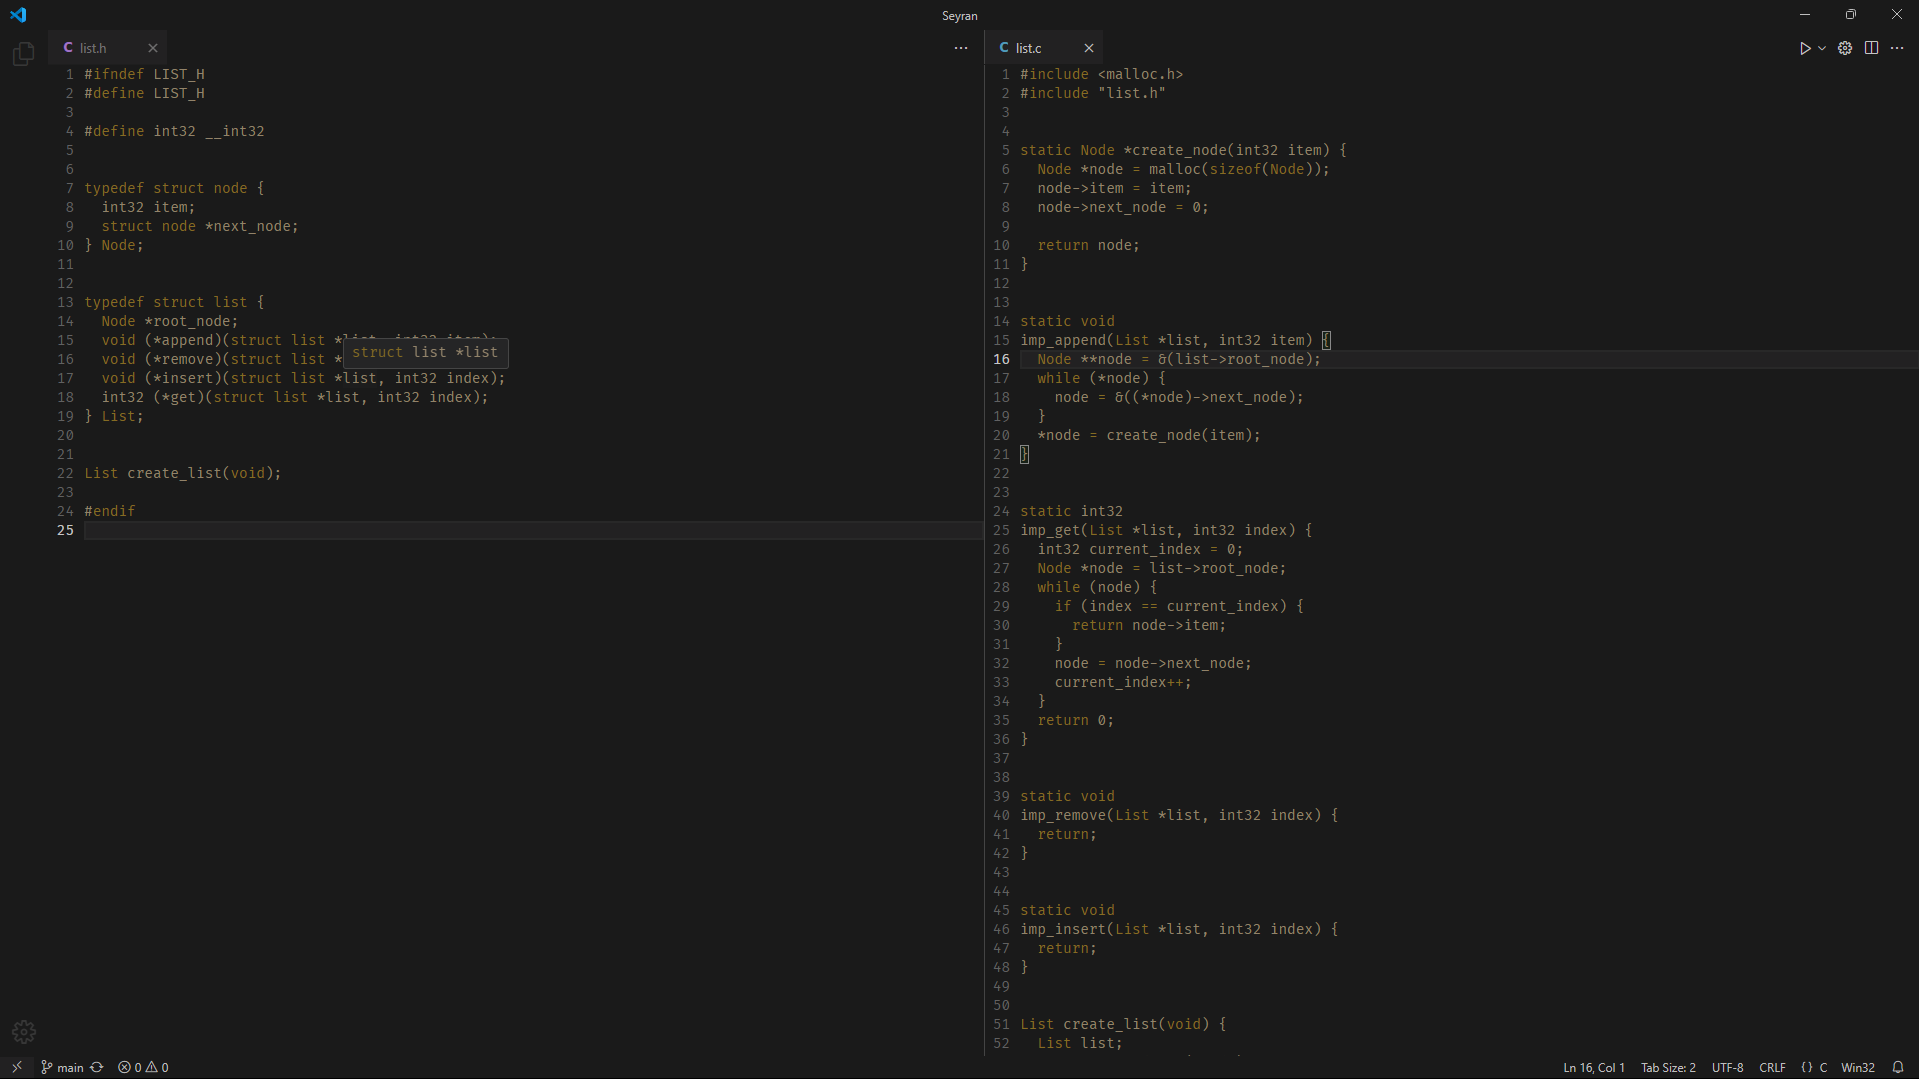 Seyran
C list.h
1 #ifndef LIST_H
2 #define LIST_H
3
4 #define int32 __int32
5
6
7 typedef struct node {
8   int32 item;
9   struct node *next_node;
10 } Node;
11
12
13 typedef struct list {
14   Node *root_node;
15   void (*append)(struct list *list, int32 item);
16   void (*remove)(struct list *
struct list *list
17   void (*insert)(struct list *list, int32 index);
18   int32 (*get)(struct list *list, int32 index);
19 } List;
20
21
22 List create_list(void);
23
24 #endif
25
C list.c
1 #include <malloc.h>
2 #include "list.h"
3
4
5 static Node *create_node(int32 item) {
6   Node *node = malloc(sizeof(Node));
7   node->item = item;
8   node->next_node = 0;
9
10   return node;
11 }
12
13
14 static void
15 imp_append(List *list, int32 item) {
16   Node **node = &(list->root_node);
17   while (*node) {
18     node = &((*node)->next_node);
19   }
20   *node = create_node(item);
21 }
22
23
24 static int32
25 imp_get(List *list, int32 index) {
26   int32 current_index = 0;
27   Node *node = list->root_node;
28   while (node) {
29     if (index == current_index) {
30       return node->item;
31     }
32     node = node->next_node;
33     current_index++;
34   }
35   return 0;
36 }
37
38
39 static void
40 imp_remove(List *list, int32 index) {
41   return;
42 }
43
44
45 static void
46 imp_insert(List *list, int32 index) {
47   return;
48 }
49
50
51 List create_list(void) {
52   List list;
main 0 0 Ln 16, Col 1 Tab Size: 2 UTF-8 CRLF {} C Win32